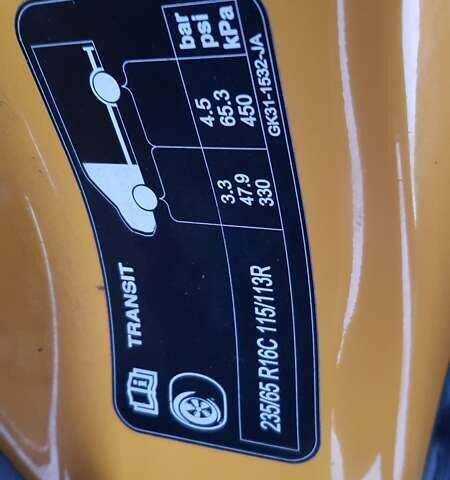 TRANSIT
235/65 R16C 115/113R
3.3
47.9
330
4.5
65.3
450
bar
psi
kPa
GK31-1532-JA